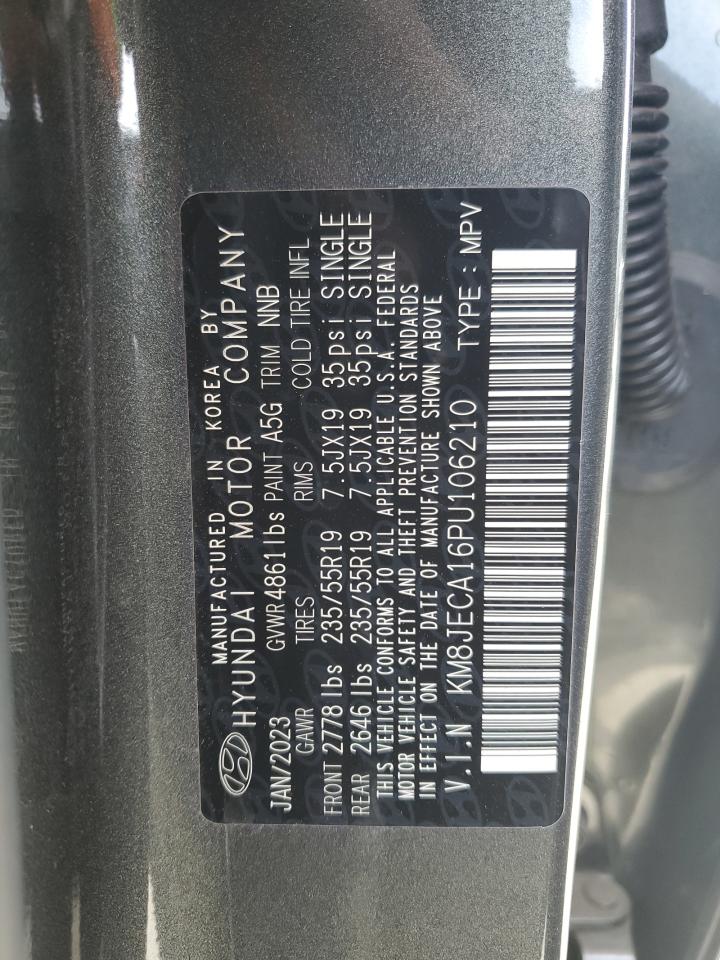 MANUFACTURED IN KOREA BY
HYUNDAI MOTOR COMPANY
JAN/2023 GVWR 4861 lbs PAINT A5G TRIM NNB
GAWR TIRES RIMS COLD TIRE INFL
FRONT 2778 lbs 235/55R19 7.5JX19 35psi SINGLE
REAR 2646 lbs 235/55R19 7.5JX19 35psi SINGLE
THIS VEHICLE CONFORMS TO ALL APPLICABLE U.S.A. FEDERAL
MOTOR VEHICLE SAFETY AND THEFT PREVENTION STANDARDS
IN EFFECT ON THE DATE OF MANUFACTURE SHOWN ABOVE
V.I.N KM8JECA16PU106210 TYPE : MPV